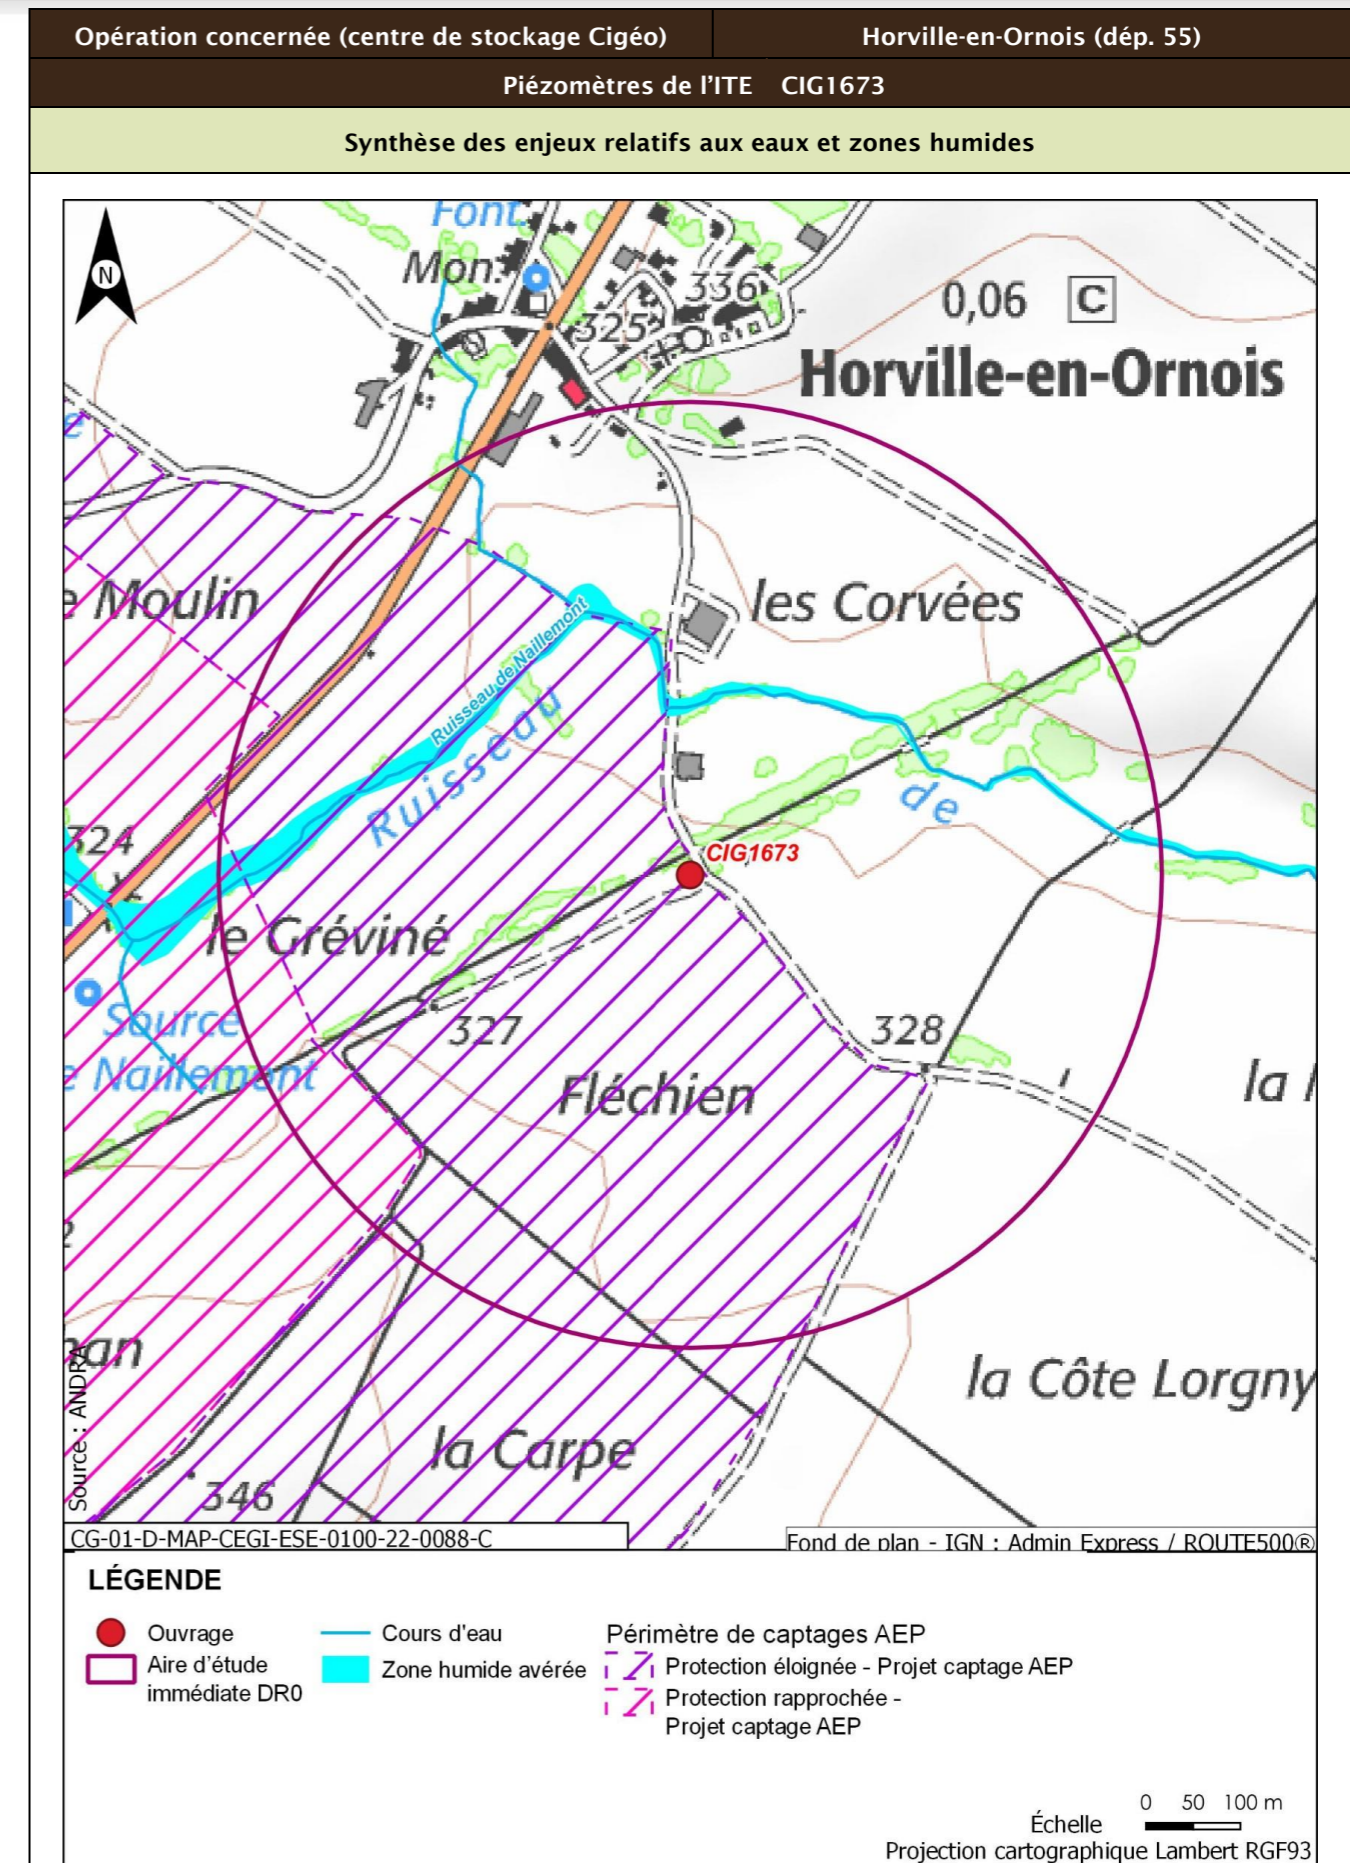 Opération concernée (centre de stockage Cigéo)
Horville-en-Ornois (dép. 55)
Piézomètres de l'ITE CIG1673
Synthèse des enjeux relatifs aux eaux et zones humides
N
Font.
Mon.
336
325
0,06 C
Horville-en-Ornois
e
e Moulin
les Corvées
Ruisseau de Naillemont
Ruisseau
de
324
CIG1673
le Gréviné
Source
e Naillemont
327
328
Fléchien
la
2
nan
la Côte Lorgny
la Carpe
346
Source : ANDRA
CG-01-D-MAP-CEGI-ESE-0100-22-0088-C
Fond de plan - IGN : Admin Express / ROUTE500®
LÉGENDE
Ouvrage
Aire d'étude
immédiate DR0
Cours d'eau
Zone humide avérée
Périmètre de captages AEP
Protection éloignée - Projet captage AEP
Protection rapprochée -
Projet captage AEP
0 50 100 m
Échelle
Projection cartographique Lambert RGF93